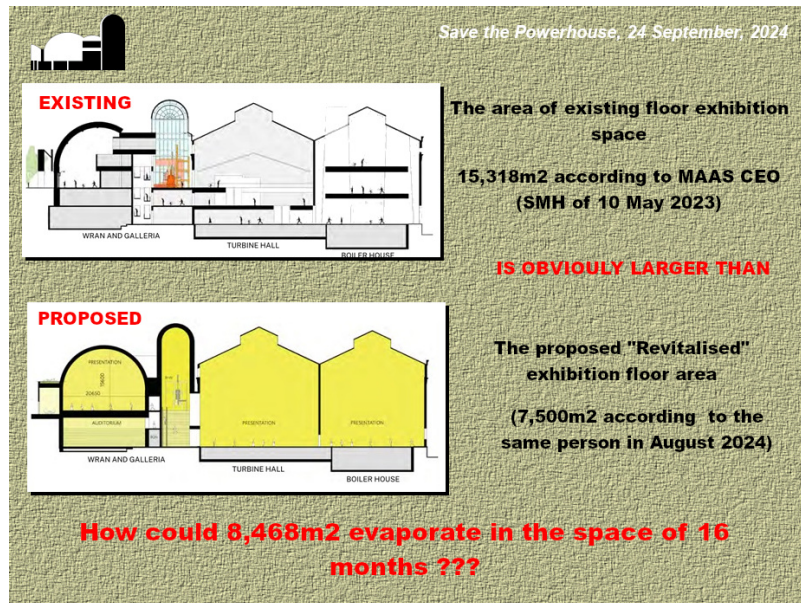 Save the Powerhouse, 24 September, 2024
EXISTING
WRAN AND GALLERIA
TURBINE HALL
BOILER HOUSE
The area of existing floor exhibition
space
15,318m2 according to MAAS CEO
(SMH of 10 May 2023)
IS OBVIOULY LARGER THAN
PROPOSED
PRESENTATION
20650
AUDITORIUM
PRESENTATION
PRESENTATION
WRAN AND GALLERIA
TURBINE HALL
BOILER HOUSE
The proposed "Revitalised"
exhibition floor area
(7,500m2 according to the
same person in August 2024)
How could 8,468m2 evaporate in the space of 16
months ???